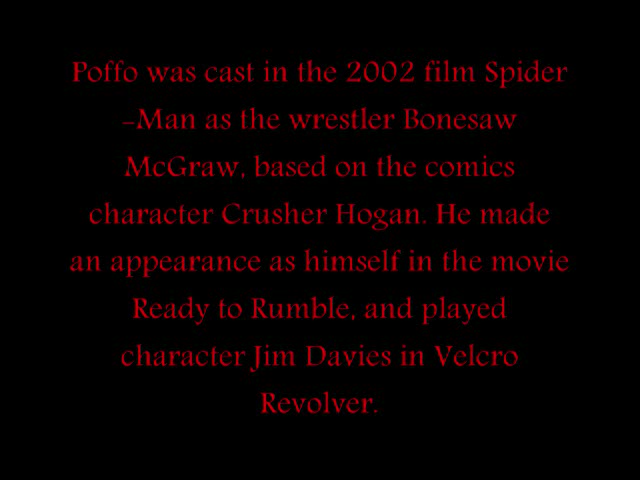 Poffo was cast in the 2002 film Spider
-Man as the wrestler Bonesaw
McGraw, based on the comics
character Crusher Hogan. He made
an appearance as himself in the movie
Ready to Rumble, and played
character Jim Davies in Velcro
Revolver.